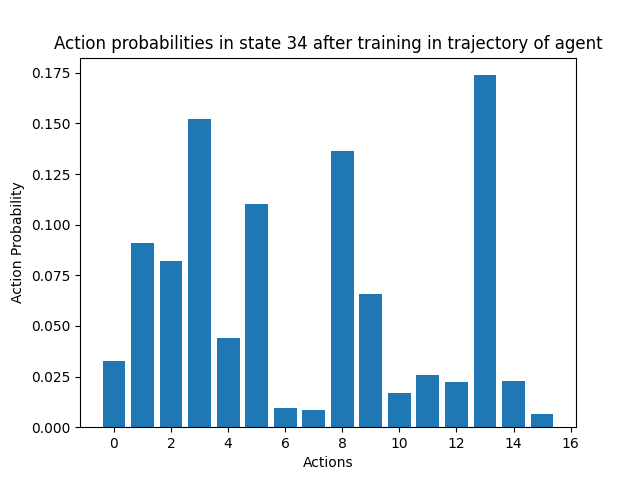 Action probabilities in state 34 after training in trajectory of agent
0.175
0.150
0.125
0.100
0.075
0.050
0.025
0.000
Action Probability
0 2 4 6 8 10 12 14 16
Actions